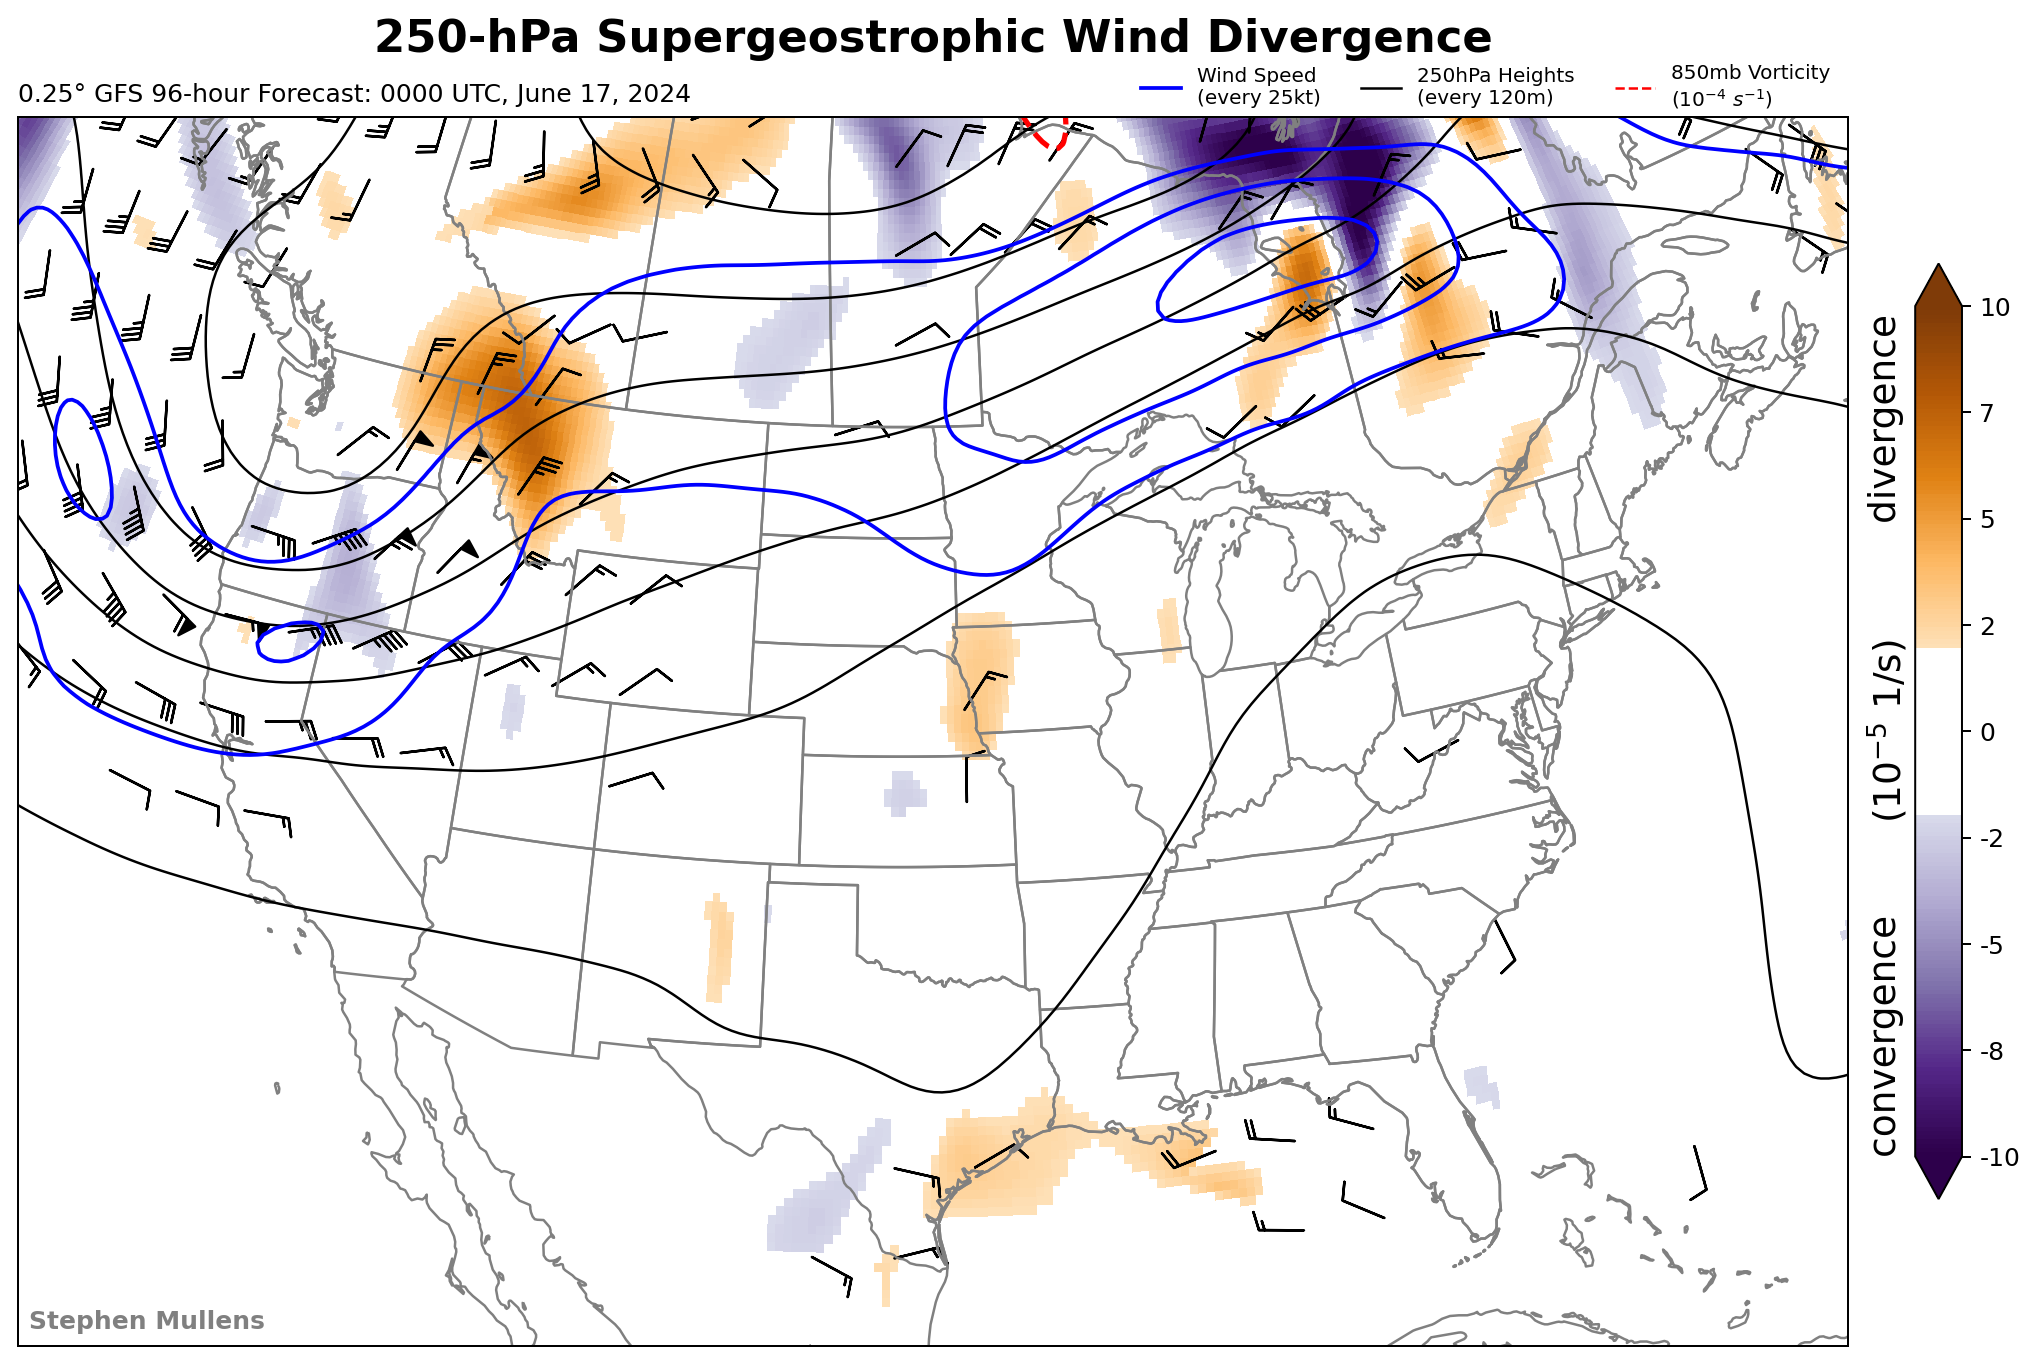 250-hPa Supergeostrophic Wind Divergence
0.25° GFS 96-hour Forecast: 0000 UTC, June 17, 2024
Wind Speed
(every 25kt)
250hPa Heights
(every 120m)
850mb Vorticity
(10⁻⁴ s⁻¹)
10
7
5
2
0
-2
-5
-8
-10
convergence (10⁻⁵ 1/s) divergence
Stephen Mullens